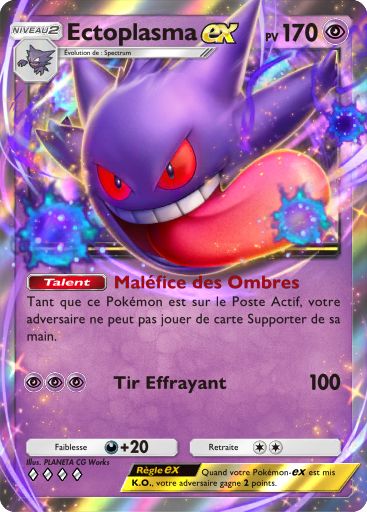 NIVEAU2 Ectoplasma ex PV 170
Évolution de : Spectrum
Talent Maléfice des Ombres
Tant que ce Pokémon est sur le Poste Actif, votre
adversaire ne peut pas jouer de carte Supporter de sa
main.
Tir Effrayant 100
Faiblesse +20 Retraite
Illus. PLANETA CG Works
Règle ex Quand votre Pokémon-ex est mis
K.O., votre adversaire gagne 2 points.